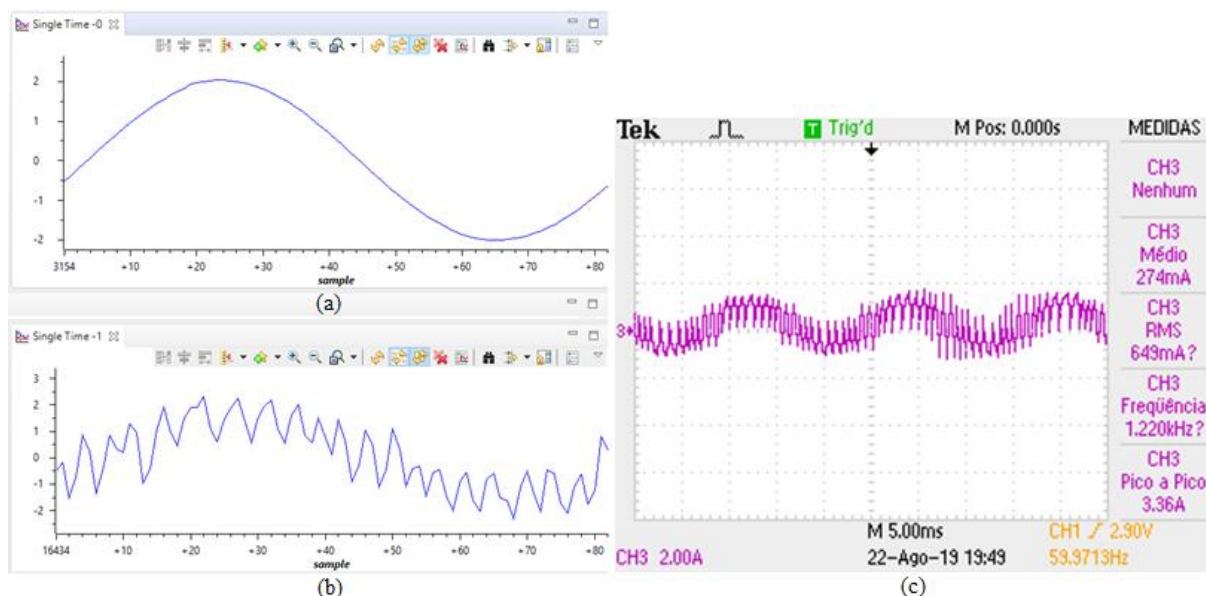 Single Time -0
2
1
0
-1
-2
3154 +10 +20 +30 +40 +50 +60 +70 +80
sample
(a)
Single Time -1
3
2
1
0
-1
-2
16434 +10 +20 +30 +40 +50 +60 +70 +80
sample
(b)
Tek T Trig'd M Pos: 0.000s MEDIDAS
CH3
Nenhum
CH3
Médio
274mA
CH3
RMS
649mA?
CH3
Freqüência
1.220kHz?
CH3
Pico a Pico
3.36A
3
M 5.00ms CH1 2.90V
CH3 2.00A 22-Ago-19 19:49 59.9713Hz
(c)